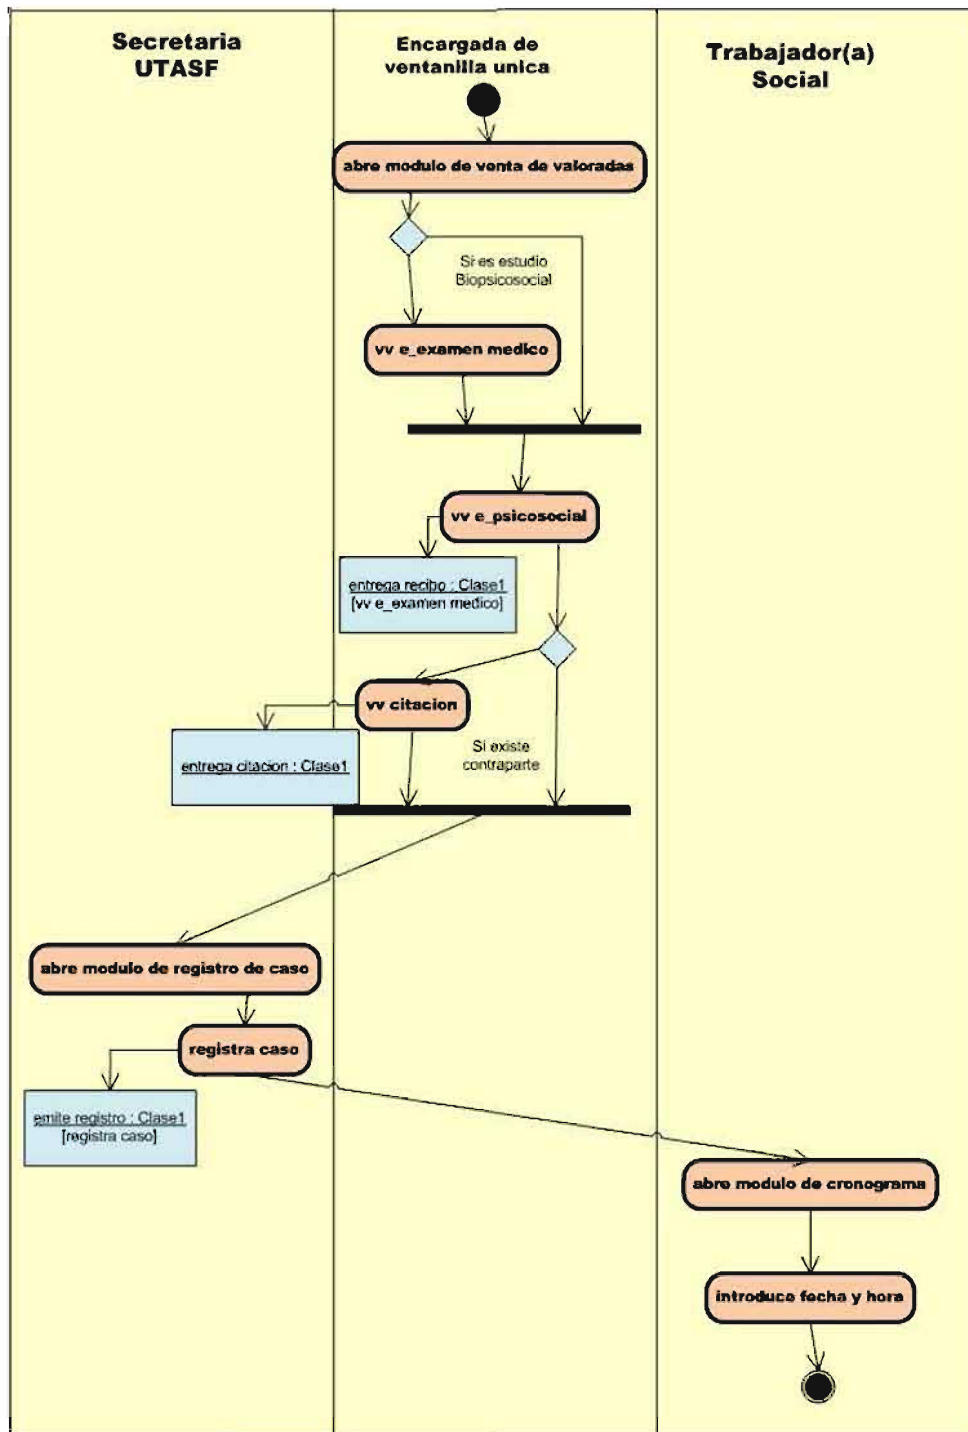 Secretaria
UTASF
Encargada de
ventanilla unica
Trabajador(a)
Social
abre modulo de venta de valoradas
Si es estudio
Biopsicosocial
vv e_examen medico
vv e_psicosocial
entrega recibo : Clase1
[vv e_examen medico]
vv citacion
entrega citacion : Clase1
Si existe
contraparte
abre modulo de registro de caso
registra caso
emite registro : Clase1
[registra caso]
abre modulo de cronograma
introduce fecha y hora